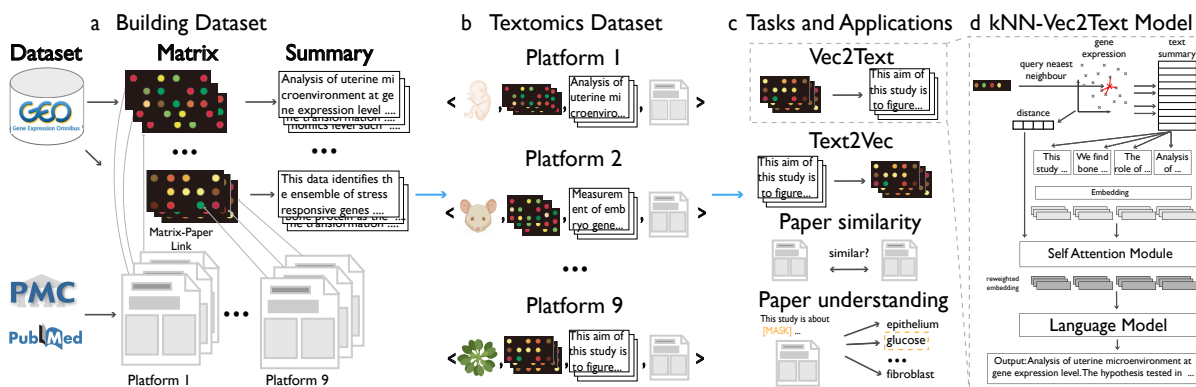 a Building Dataset
Dataset
Matrix
Summary
GEO
Gene Expression Omnibus
Analysis of uterine mi
croenvironment at ge
ne expression level ....
nomics level such ....
...
This data identifies th
e ensemble of stress
responsive genes ....
Matrix-Paper
Link
PMC
PubMed
...
Platform 1
Platform 9
b Textomics Dataset
Platform 1
< , , Analysis of
uterine mi
croenviro... , >
Platform 2
< , , Measurem
ent of emb
ryo gene... , >
...
Platform 9
< , , This aim of
this study is
to figure... , >
c Tasks and Applications
Vec2Text
This aim of
this study is
to figure...
Text2Vec
This aim of
this study is
to figure...
Paper similarity
similar?
Paper understanding
This study is about
[MASK] ...
epithelium
glucose
...
fibroblast
d kNN-Vec2Text Model
gene
expression
text
summary
query neaest
neighbour
distance
This
study ...
We find
bone ...
The
role of ...
Analysis
of ...
Embedding
Self Attention Module
reweighted
embedding
Language Model
Output: Analysis of uterine microenvironment at
gene expression level. The hypothesis tested in ...